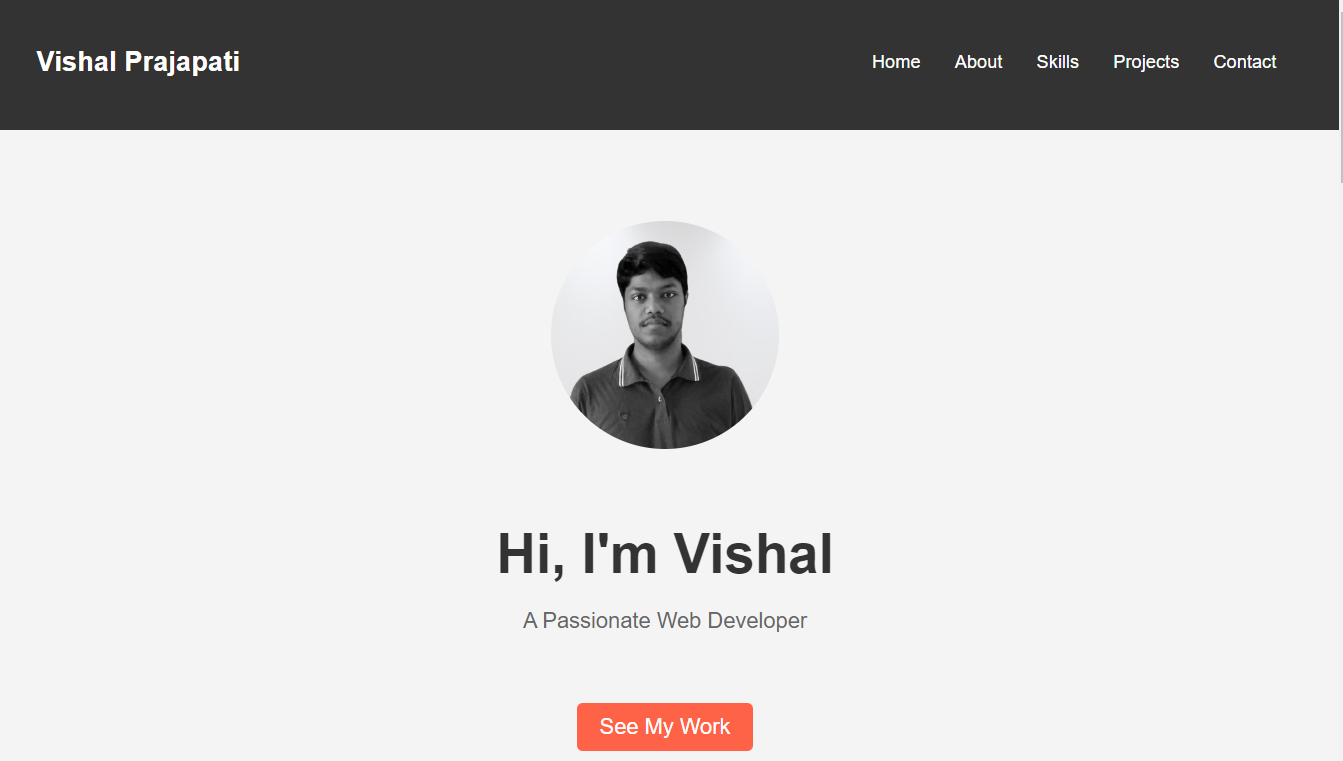 Vishal Prajapati
Home About Skills Projects Contact
Hi, I'm Vishal
A Passionate Web Developer
See My Work